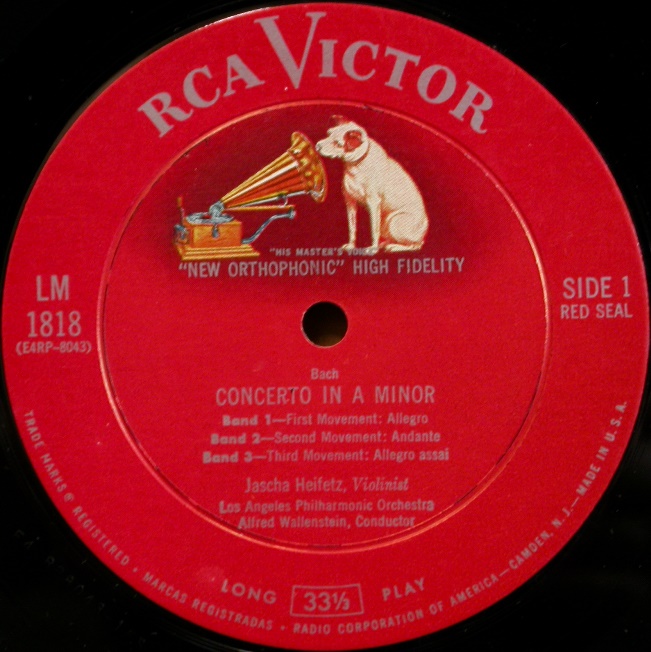 RCA VICTOR
"HIS MASTER'S VOICE"
"NEW ORTHOPHONIC" HIGH FIDELITY
LM
1818
(E4RP-8043)
SIDE 1
RED SEAL
Bach
CONCERTO IN A MINOR
Band 1—First Movement: Allegro
Band 2—Second Movement: Andante
Band 3—Third Movement: Allegro assai
Jascha Heifetz, Violinist
Los Angeles Philharmonic Orchestra
Alfred Wallenstein, Conductor
LONG 33⅓ PLAY
TRADE MARKS ® REGISTERED • MARCAS REGISTRADAS • RADIO CORPORATION OF AMERICA—CAMDEN, N. J.—MADE IN U.S.A.